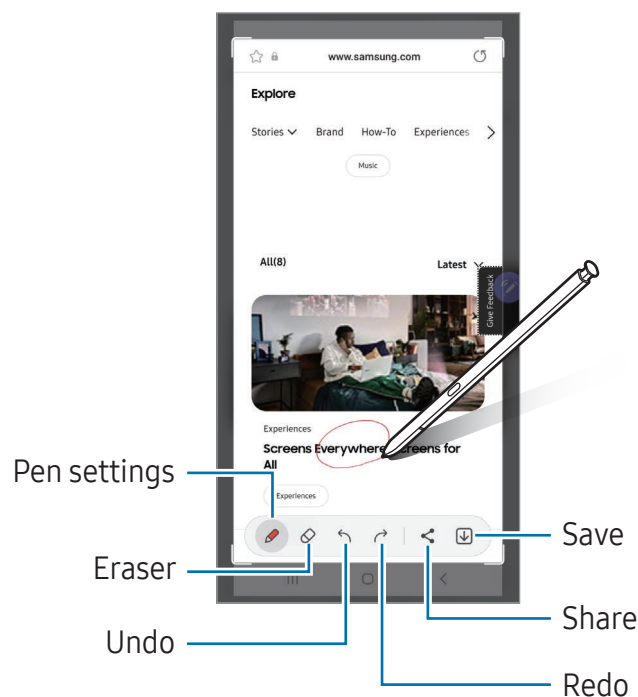 www.samsung.com
Explore
Stories Brand How-To Experiences
Music
All(8)
Latest
Give Feedback
Experiences
Screens Everywhere, Screens for
All
Experiences
Pen settings
Eraser
Undo
Save
Share
Redo